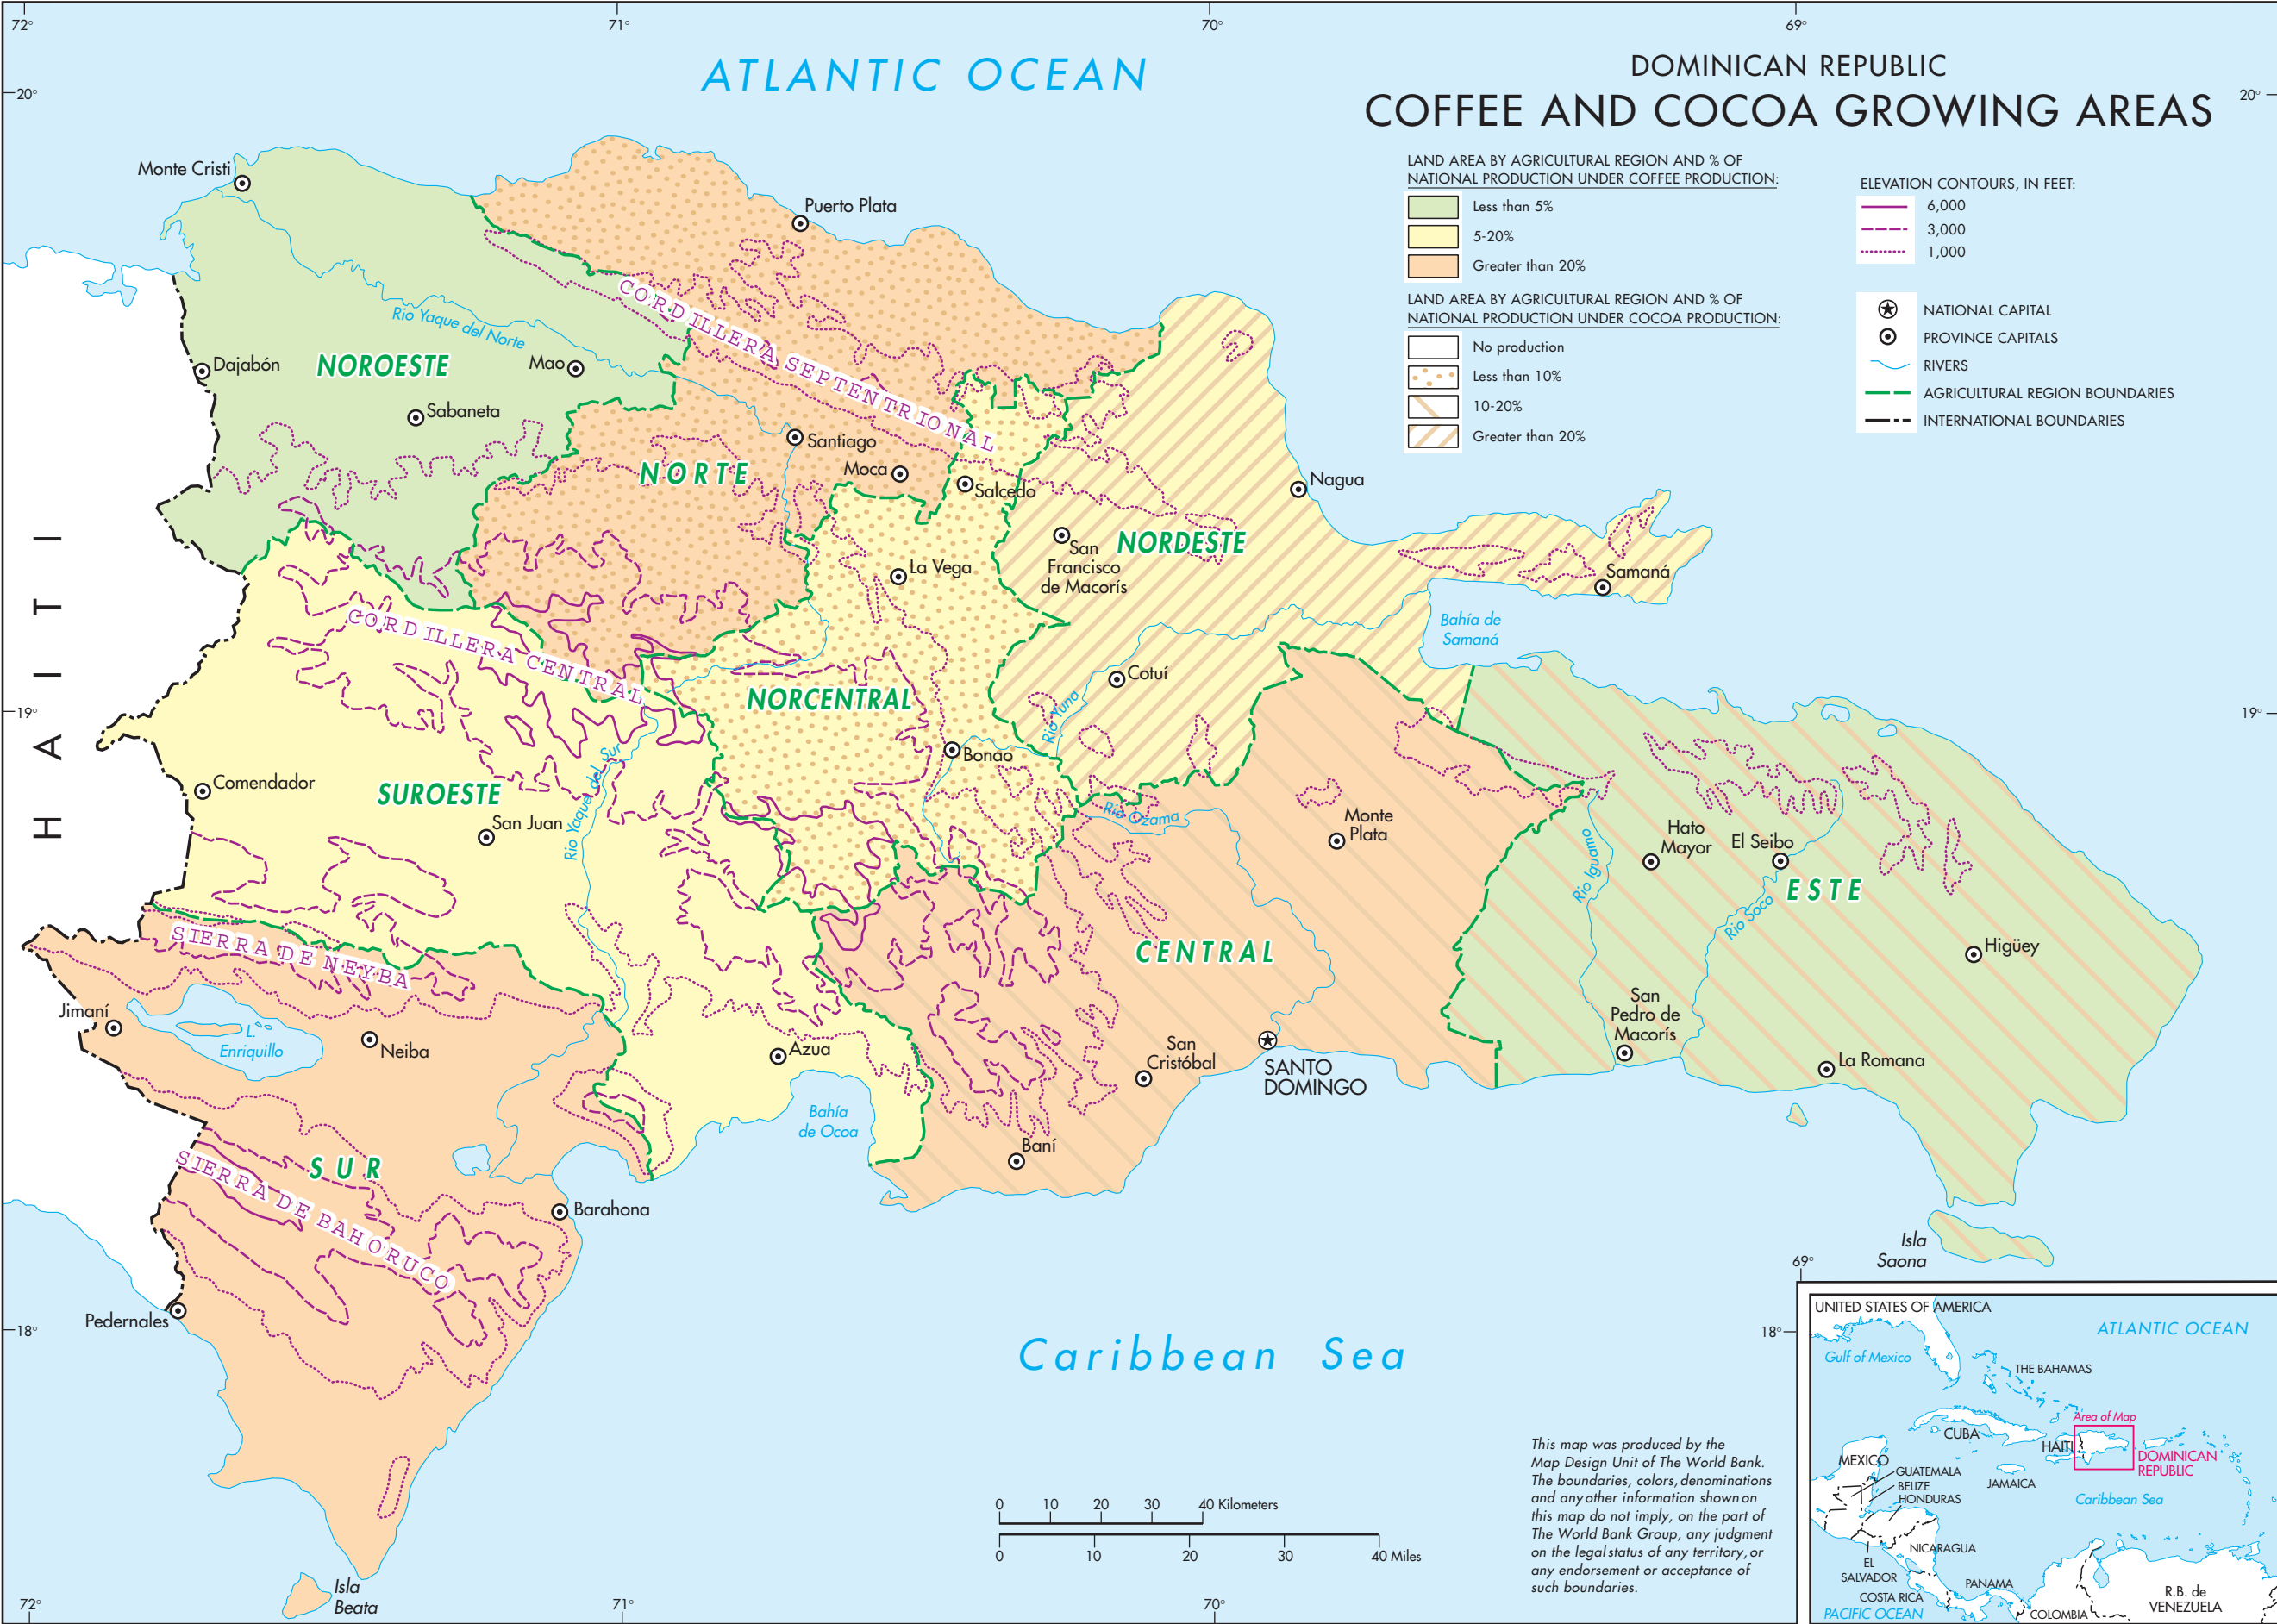 72°
71°
70°
69°
20°
20°
19°
19°
18°
18°
69°
72°
71°
70°
ATLANTIC OCEAN
DOMINICAN REPUBLIC
COFFEE AND COCOA GROWING AREAS
LAND AREA BY AGRICULTURAL REGION AND % OF
NATIONAL PRODUCTION UNDER COFFEE PRODUCTION:
Less than 5%
5-20%
Greater than 20%
LAND AREA BY AGRICULTURAL REGION AND % OF
NATIONAL PRODUCTION UNDER COCOA PRODUCTION:
No production
Less than 10%
10-20%
Greater than 20%
ELEVATION CONTOURS, IN FEET:
6,000
3,000
1,000
NATIONAL CAPITAL
PROVINCE CAPITALS
RIVERS
AGRICULTURAL REGION BOUNDARIES
INTERNATIONAL BOUNDARIES
Monte Cristi
Puerto Plata
Rio Yaque del Norte
CORDILLERA SEPTENTRIONAL
Dajabón
NOROESTE
Mao
Sabaneta
Santiago
NORTE
Moca
Salcedo
Nagua
San
Francisco
de Macorís
NORDESTE
La Vega
Samaná
Bahía de
Samaná
HAITI
CORDILLERA CENTRAL
Cotuí
NORCENTRAL
Rio Yuna
Bonao
Rio Yaque del Sur
Comendador
SUROESTE
San Juan
Rio Ozama
Monte
Plata
Hato
Mayor
El Seibo
Rio Iguamo
Rio Soco
ESTE
SIERRA DE NEYBA
CENTRAL
Higüey
Jimaní
L.
Enriquillo
Neiba
Azua
San
Cristóbal
SANTO
DOMINGO
San
Pedro de
Macorís
La Romana
Bahía
de Ocoa
Baní
SUR
SIERRA DE BAHORUCO
Barahona
Pedernales
Isla
Saona
Caribbean Sea
Isla
Beata
0 10 20 30 40 Kilometers
0 10 20 30 40 Miles
This map was produced by the
Map Design Unit of The World Bank.
The boundaries, colors, denominations
and any other information shown on
this map do not imply, on the part of
The World Bank Group, any judgment
on the legal status of any territory, or
any endorsement or acceptance of
such boundaries.
UNITED STATES OF AMERICA
ATLANTIC OCEAN
Gulf of Mexico
THE BAHAMAS
Area of Map
CUBA
HAITI
DOMINICAN
REPUBLIC
MEXICO
JAMAICA
GUATEMALA
BELIZE
HONDURAS
Caribbean Sea
NICARAGUA
EL
SALVADOR
COSTA RICA
PANAMA
PACIFIC OCEAN
COLOMBIA
R.B. de
VENEZUELA